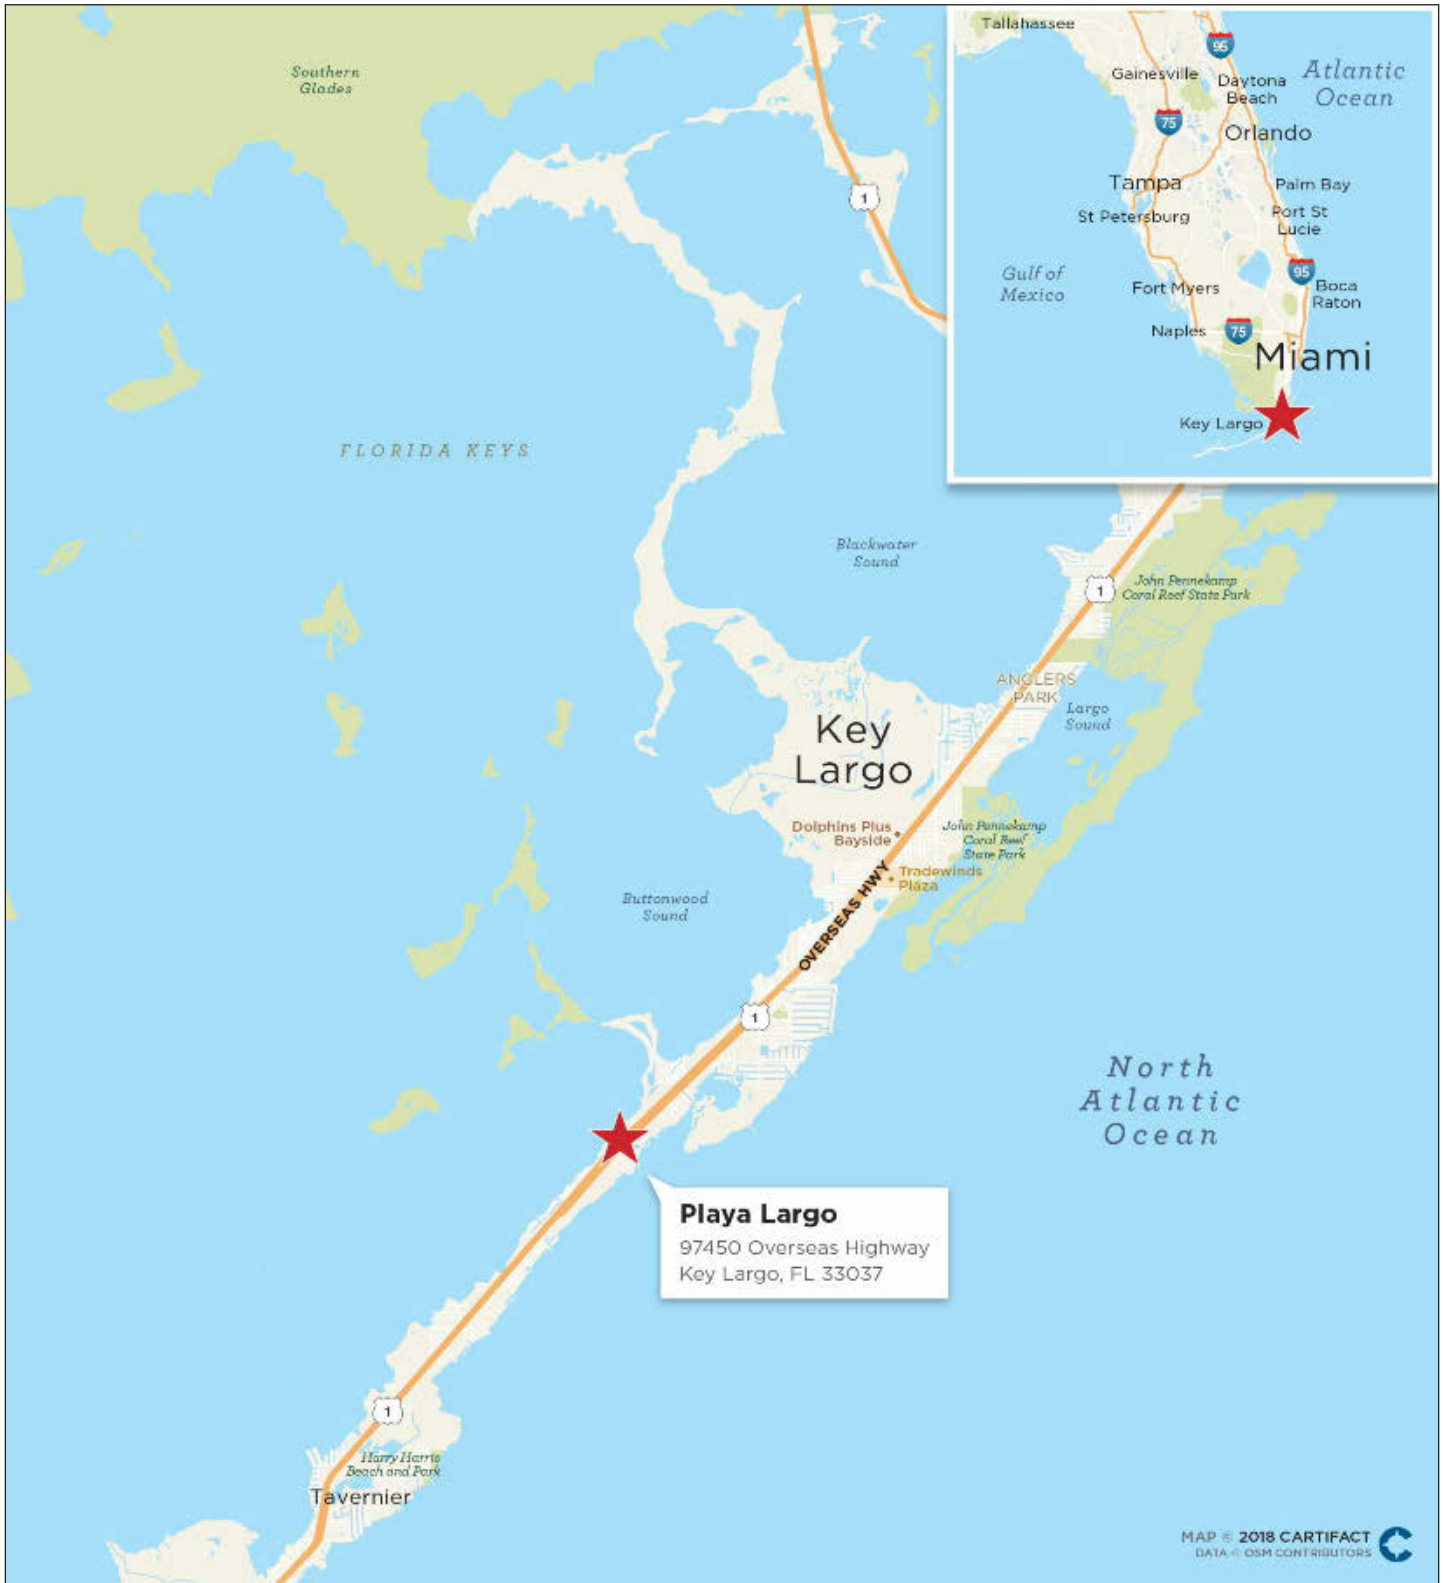 Southern
Glades
1
FLORIDA KEYS
Tallahassee
95
Gainesville
Daytona
Beach
Atlantic
Ocean
75
Orlando
Tampa
Palm Bay
St Petersburg
Port St
Lucie
Gulf of
Mexico
95
Fort Myers
Boca
Raton
Naples
75
Miami
Key Largo
Blackwater
Sound
John Pennekamp
Coral Reef State Park
1
ANGLERS
PARK
Largo
Sound
Key
Largo
Dolphins Plus
Bayside
John Pennekamp
Coral Reef
State Park
Tradewinds
Plaza
OVERSEAS HWY
Buttonwood
Sound
1
North
Atlantic
Ocean
Playa Largo
97450 Overseas Highway
Key Largo, FL 33037
1
Harry Harris
Beach and Park
Tavernier
MAP © 2018 CARTIFACT
DATA © OSM CONTRIBUTORS